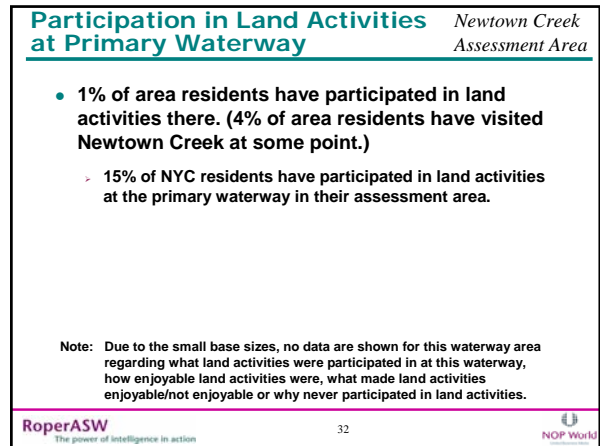 Participation in Land Activities
at Primary Waterway
Newtown Creek
Assessment Area
• 1% of area residents have participated in land
activities there. (4% of area residents have visited
Newtown Creek at some point.)
➢ 15% of NYC residents have participated in land activities
at the primary waterway in their assessment area.
Note: Due to the small base sizes, no data are shown for this waterway area
regarding what land activities were participated in at this waterway,
how enjoyable land activities were, what made land activities
enjoyable/not enjoyable or why never participated in land activities.
RoperASW
The power of intelligence in action
32
NOP World